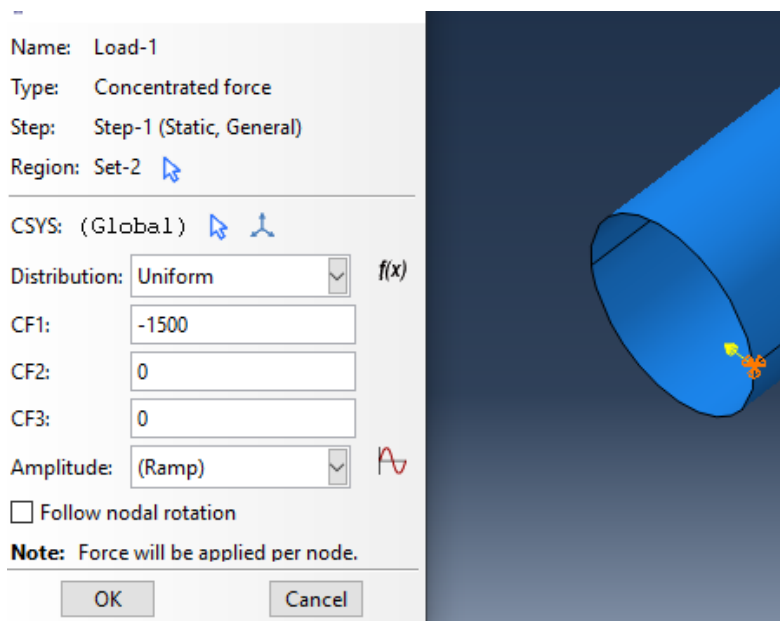 Name: Load-1
Type: Concentrated force
Step: Step-1 (Static, General)
Region: Set-2
CSYS: (Global)
Distribution: Uniform f(x)
CF1: -1500
CF2: 0
CF3: 0
Amplitude: (Ramp)
Follow nodal rotation
Note: Force will be applied per node.
OK Cancel